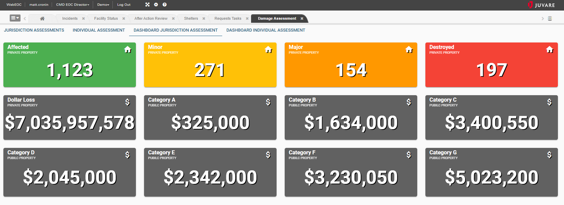 WebEOC
CIMO EOC Director
Demo
Log Out
JUVARE
Incidents
Facility Status
After Action Review
Shelters
Requests Tasks
Damage Assessment
JURISDICTION ASSESSMENTS INDIVIDUAL ASSESSMENT DASHBOARD JURISDICTION ASSESSMENT DASHBOARD INDIVIDUAL ASSESSMENT
Affected
PRIVATE PROPERTY
1,123
Minor
PRIVATE PROPERTY
271
Major
PRIVATE PROPERTY
154
Destroyed
PRIVATE PROPERTY
197
Dollar Loss
PRIVATE PROPERTY
$7,035,957,578
Category A
PUBLIC PROPERTY
$325,000
Category B
PUBLIC PROPERTY
$1,634,000
Category C
PUBLIC PROPERTY
$3,400,550
Category D
PUBLIC PROPERTY
$2,045,000
Category E
PUBLIC PROPERTY
$2,342,000
Category F
PUBLIC PROPERTY
$3,230,050
Category G
PUBLIC PROPERTY
$5,023,200